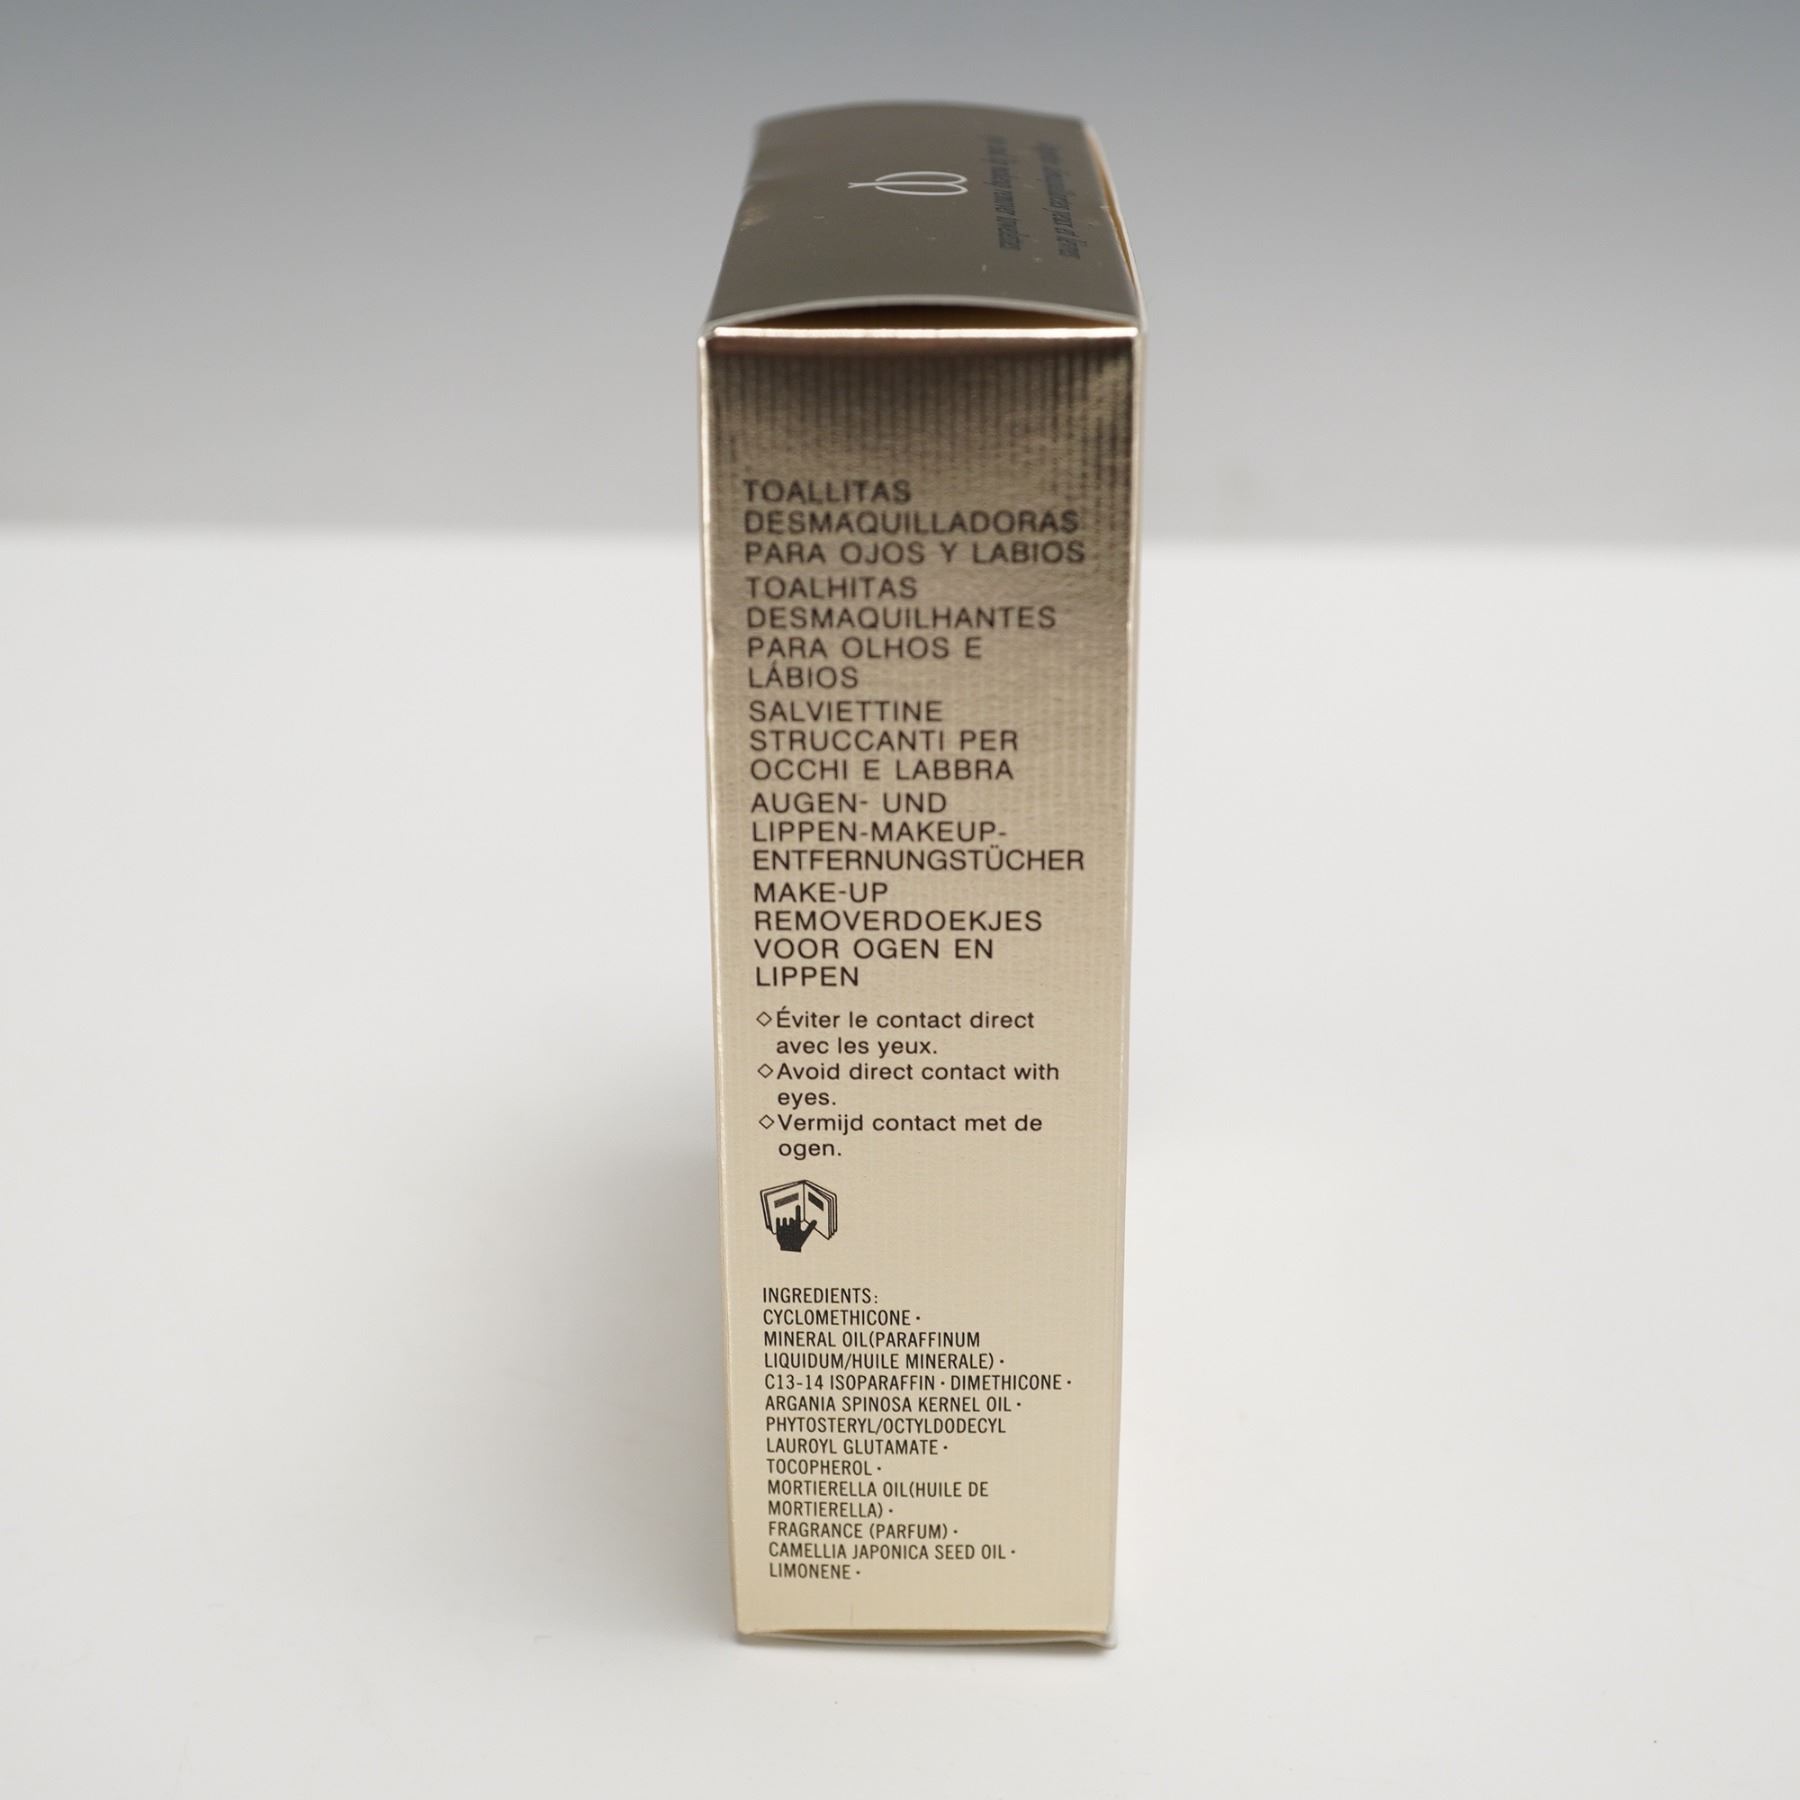 TOALLITAS
DESMAQUILLADORAS
PARA OJOS Y LABIOS
TOALHITAS
DESMAQUILHANTES
PARA OLHOS E
LÁBIOS
SALVIETTINE
STRUCCANTI PER
OCCHI E LABBRA
AUGEN- UND
LIPPEN-MAKEUP-
ENTFERNUNGSTÜCHER
MAKE-UP
REMOVERDOEKJES
VOOR OGEN EN
LIPPEN
◇Éviter le contact direct
avec les yeux.
◇Avoid direct contact with
eyes.
◇Vermijd contact met de
ogen.
INGREDIENTS:
CYCLOMETHICONE·
MINERAL OIL(PARAFFINUM
LIQUIDUM/HUILE MINERALE)·
C13-14 ISOPARAFFIN·DIMETHICONE·
ARGANIA SPINOSA KERNEL OIL·
PHYTOSTERYL/OCTYLDODECYL
LAUROYL GLUTAMATE·
TOCOPHEROL·
MORTIERELLA OIL(HUILE DE
MORTIERELLA)·
FRAGRANCE (PARFUM)·
CAMELLIA JAPONICA SEED OIL·
LIMONENE·